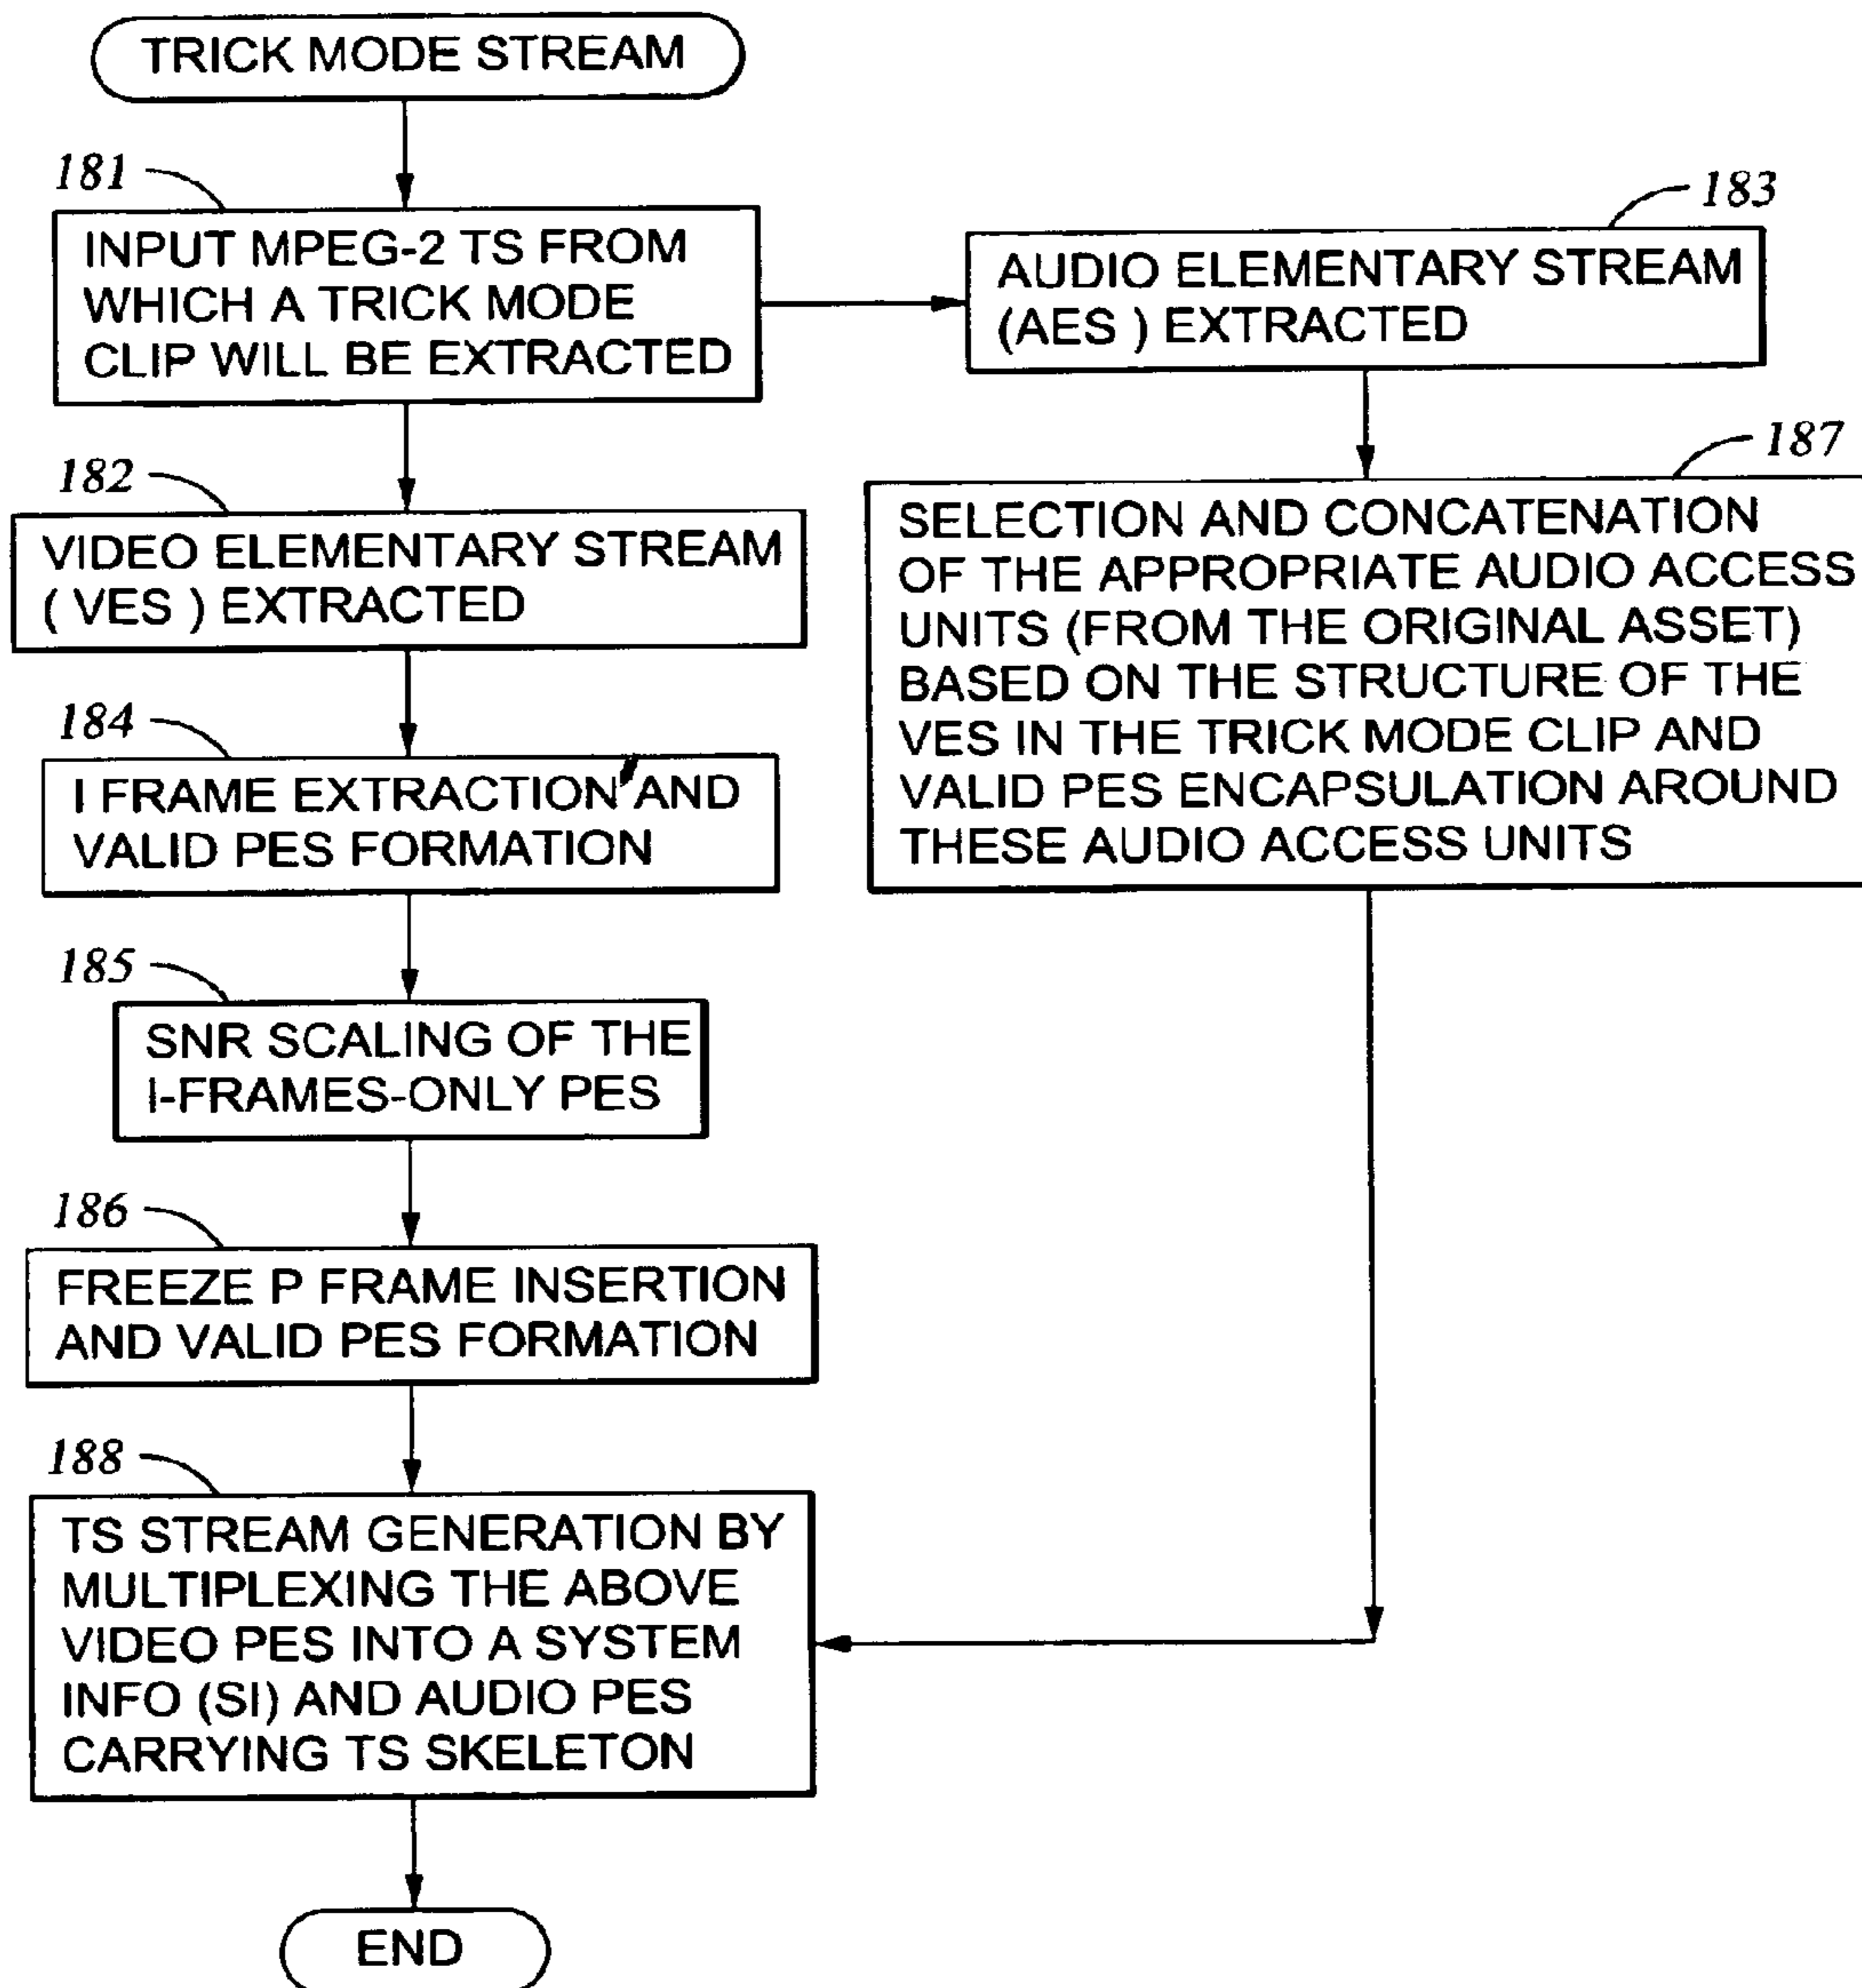 TRICK MODE STREAM
181
INPUT MPEG-2 TS FROM
WHICH A TRICK MODE
CLIP WILL BE EXTRACTED
183
AUDIO ELEMENTARY STREAM
(AES ) EXTRACTED
182
VIDEO ELEMENTARY STREAM
( VES ) EXTRACTED
187
SELECTION AND CONCATENATION
OF THE APPROPRIATE AUDIO ACCESS
UNITS (FROM THE ORIGINAL ASSET)
BASED ON THE STRUCTURE OF THE
VES IN THE TRICK MODE CLIP AND
VALID PES ENCAPSULATION AROUND
THESE AUDIO ACCESS UNITS
184
I FRAME EXTRACTION AND
VALID PES FORMATION
185
SNR SCALING OF THE
I-FRAMES-ONLY PES
186
FREEZE P FRAME INSERTION
AND VALID PES FORMATION
188
TS STREAM GENERATION BY
MULTIPLEXING THE ABOVE
VIDEO PES INTO A SYSTEM
INFO (SI) AND AUDIO PES
CARRYING TS SKELETON
END